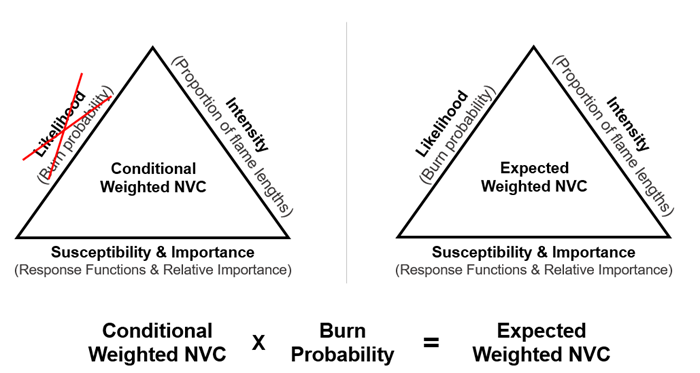 Likelihood
(Burn probability)
Intensity
(Proportion of flame lengths)
Conditional
Weighted NVC
Susceptibility & Importance
(Response Functions & Relative Importance)
Likelihood
(Burn probability)
Intensity
(Proportion of flame lengths)
Expected
Weighted NVC
Susceptibility & Importance
(Response Functions & Relative Importance)
Conditional
Weighted NVC
X
Burn
Probability
=
Expected
Weighted NVC